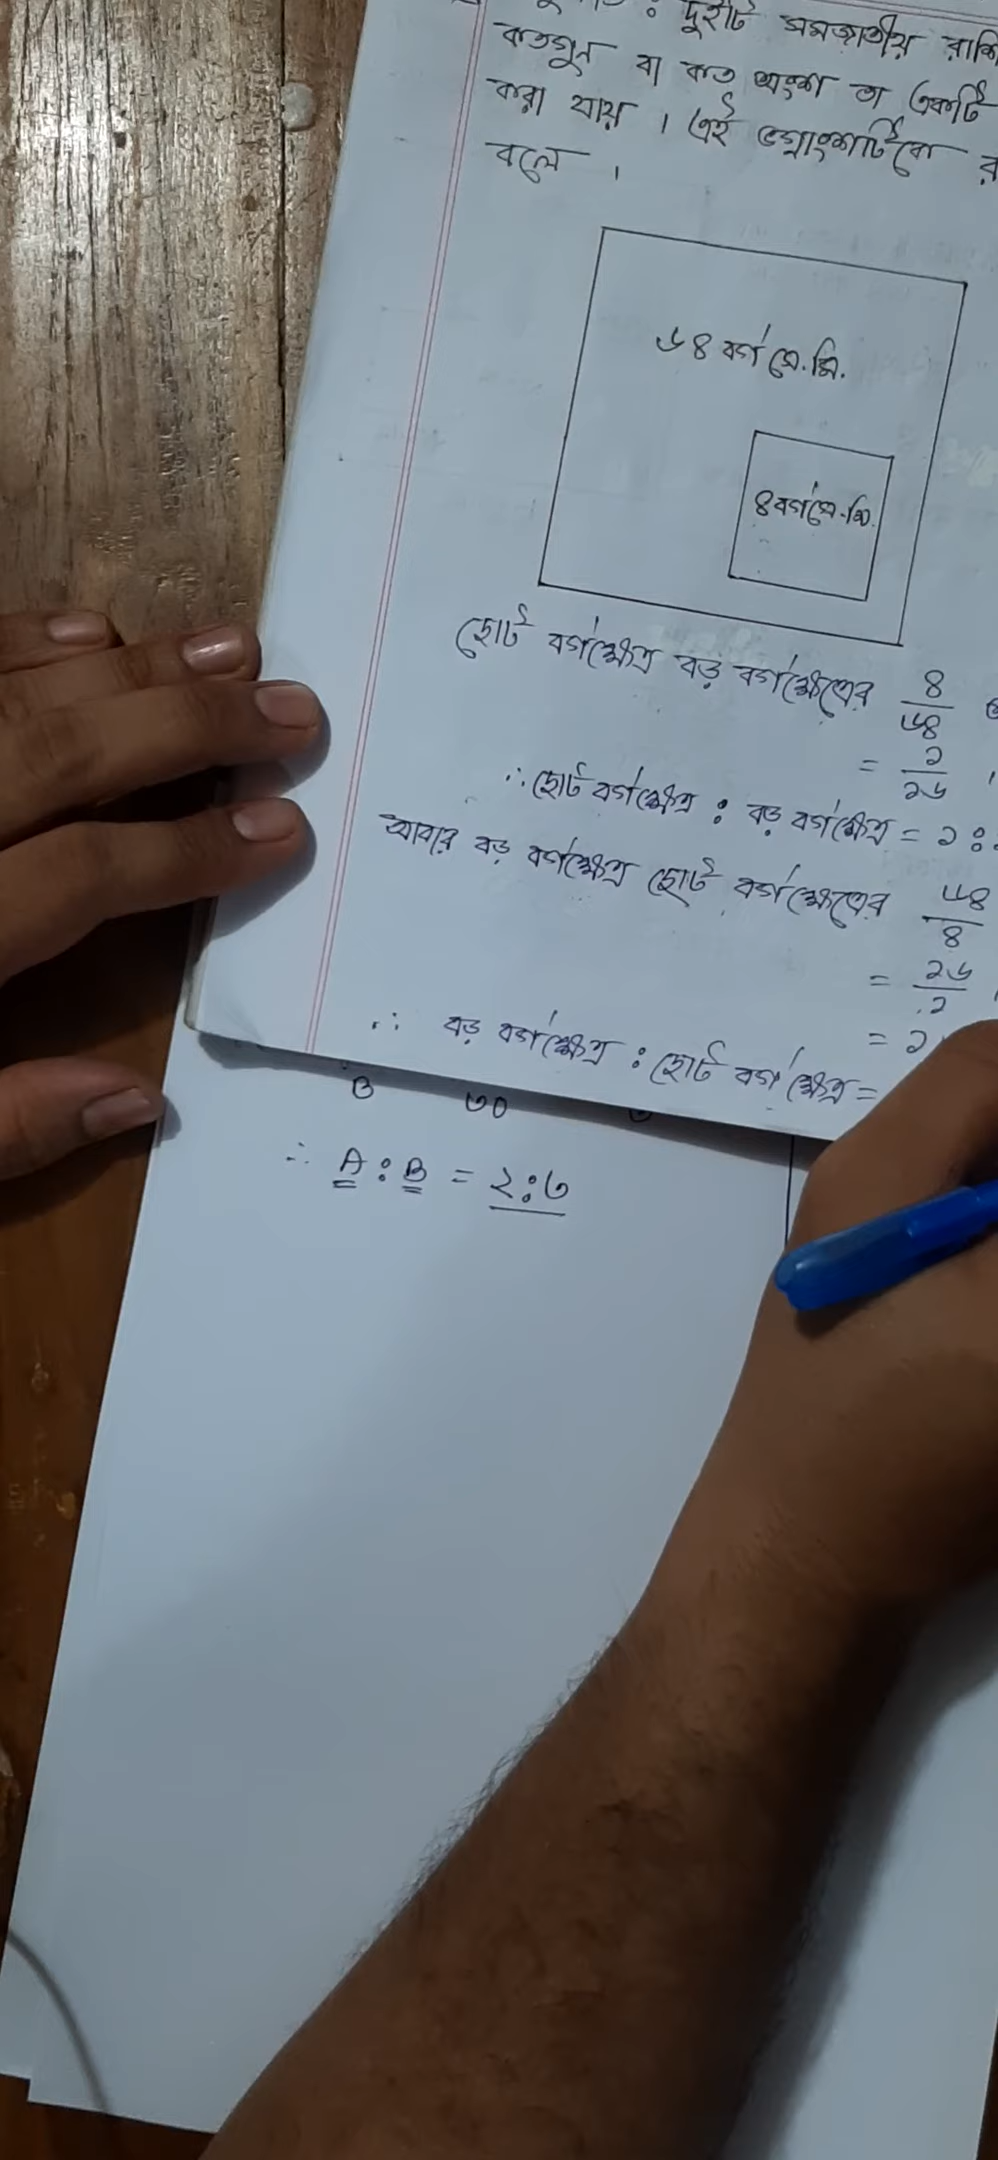 : দুইটি সমজাতীয় রাশি
কতগুন বা কত অংশ তা একটি
করা যায় । এই ভগ্নাংশটিকে
বলে ।
৬৪ বর্গ সে.মি.
৪ বর্গ সে.মি.
ছোট বর্গক্ষেত্র বড় বর্গক্ষেত্রের ৪/৬৪
= ১/১৬ ।
∴ ছোট বর্গক্ষেত্র : বড় বর্গক্ষেত্র = ১ :
আবার বড় বর্গক্ষেত্র ছোট বর্গক্ষেত্রের ৬৪/৪
= ১৬/১
= ১
∴ বড় বর্গক্ষেত্র : ছোট বর্গক্ষেত্র =
B ৩০
∴ A : B = ২:৩